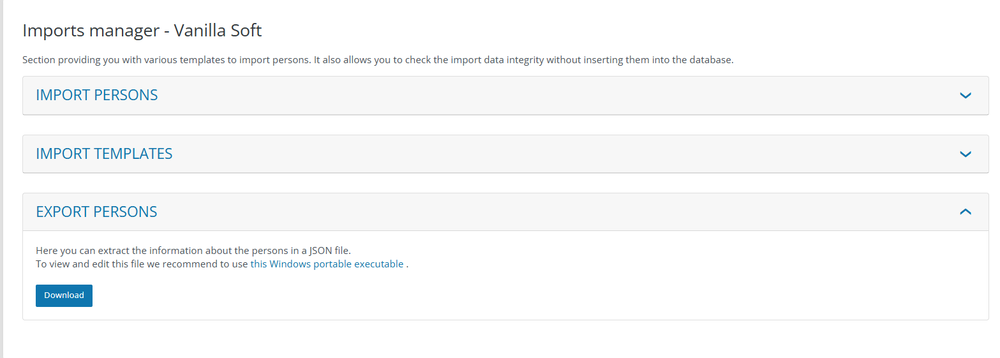 Imports manager - Vanilla Soft
Section providing you with various templates to import persons. It also allows you to check the import data integrity without inserting them into the database.
IMPORT PERSONS
IMPORT TEMPLATES
EXPORT PERSONS
Here you can extract the information about the persons in a JSON file.
To view and edit this file we recommend to use this Windows portable executable .
Download